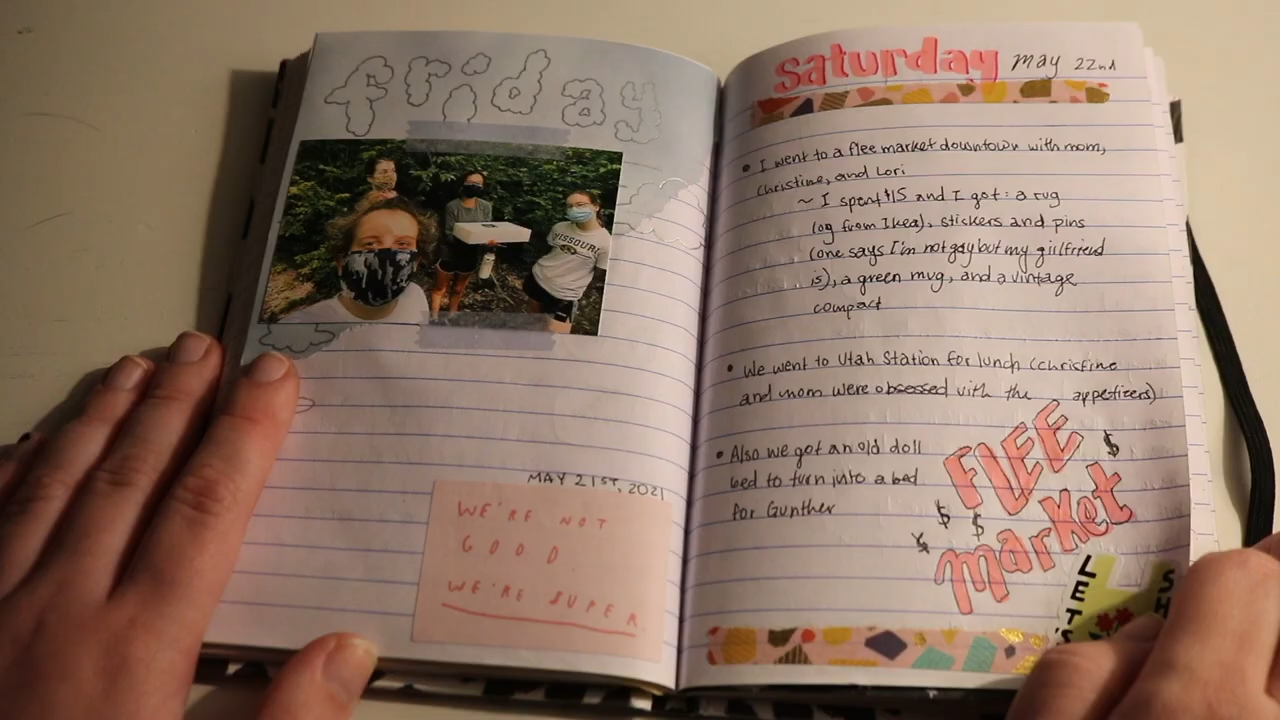 friday
MISSOURI
MAY 21ST, 2021
WE'RE NOT
GOOD.
WE'RE SUPER.
saturday may 22nd
• I went to a flee market downtown with mom,
Christine, and Lori
~ I spent $15 and I got: a rug
(og from Ikea), stickers and pins
(one says I'm not gay but my girlfriend
is), a green mug, and a vintage
compact
• We went to Utah Station for lunch (christine
and mom were obsessed with the appetizers)
• Also we got an old doll
bed to turn into a bed
for Gunther
FLEE
market
$ $ $ $
LET'S
SH